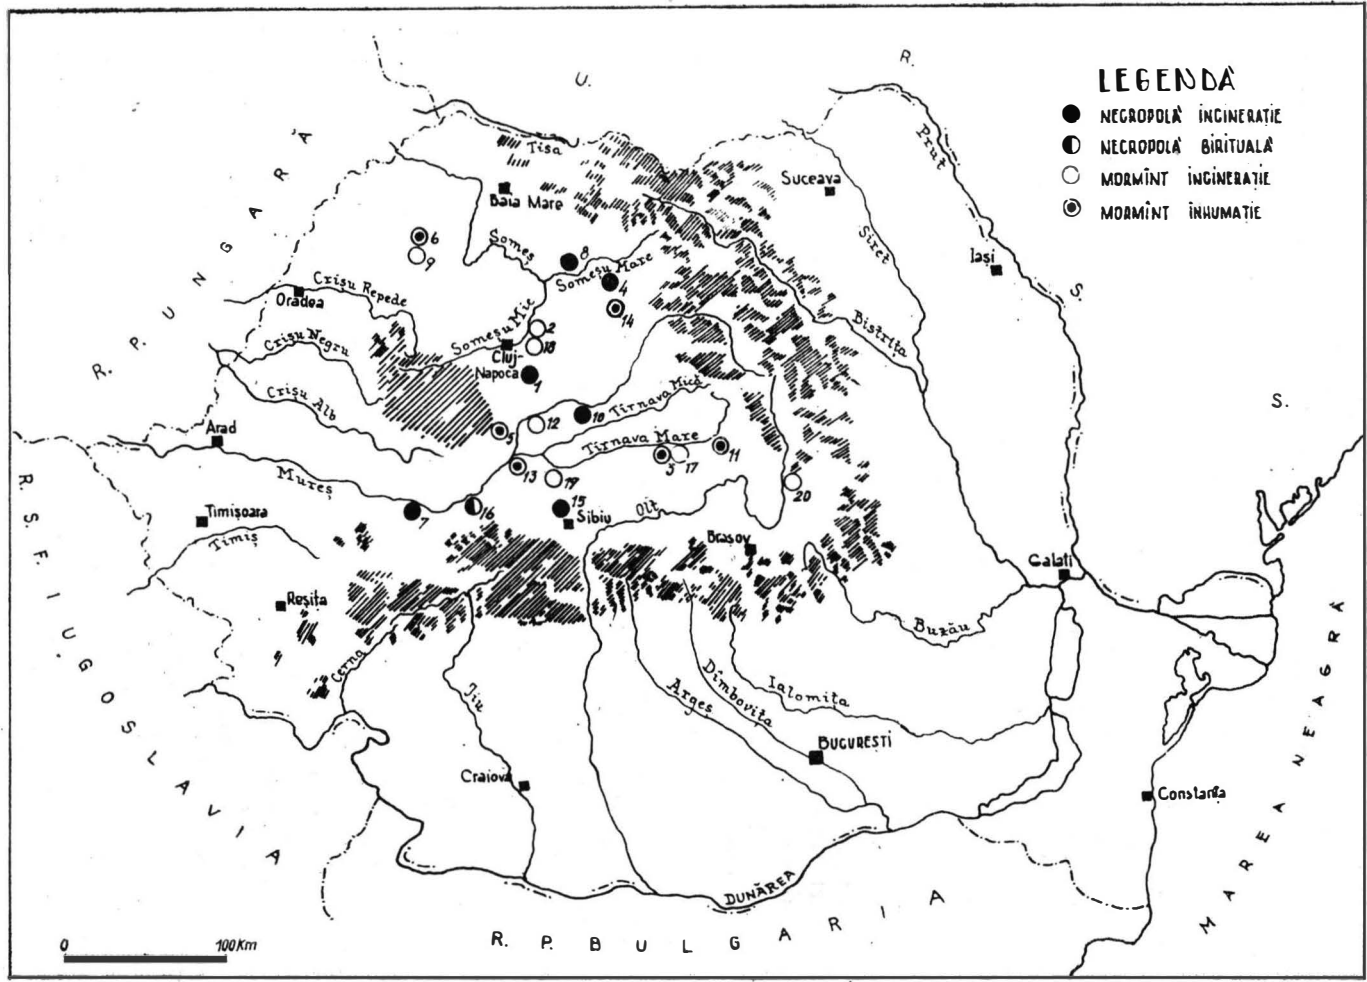 LEGENDĂ
NECROPOLĂ INCINERAȚIE
NECROPOLĂ BIRITUALĂ
MORMÎNT INCINERAȚIE
MORMÎNT ÎNHUMAȚIE
U.
R.
S.
S.
R. P. UNGARĂ
R. S. F. IUGOSLAVIA
R. P. BULGARIA
MAREA NEAGRĂ
Tisa
Baia Mare
Suceava
Prut
Siret
Iași
6
9
Someș
8
Someșu Mare
4
14
Crișu Repede
Oradea
Someșu Mic
2
18
Cluj-
Napoca
1
Bistrița
Crișu Negru
Crișu Alb
Tîrnava Mică
10
12
5
Arad
Tîrnava Mare
11
3
17
13
19
20
Mureș
7
16
15
Sibiu
Olt
Timișoara
Timiș
Brașov
Galați
Reșița
Buzău
Cerna
Jiu
Argeș
Dîmbovița
Ialomița
BUCUREȘTI
Craiova
Constanța
DUNĂREA
0 100Km